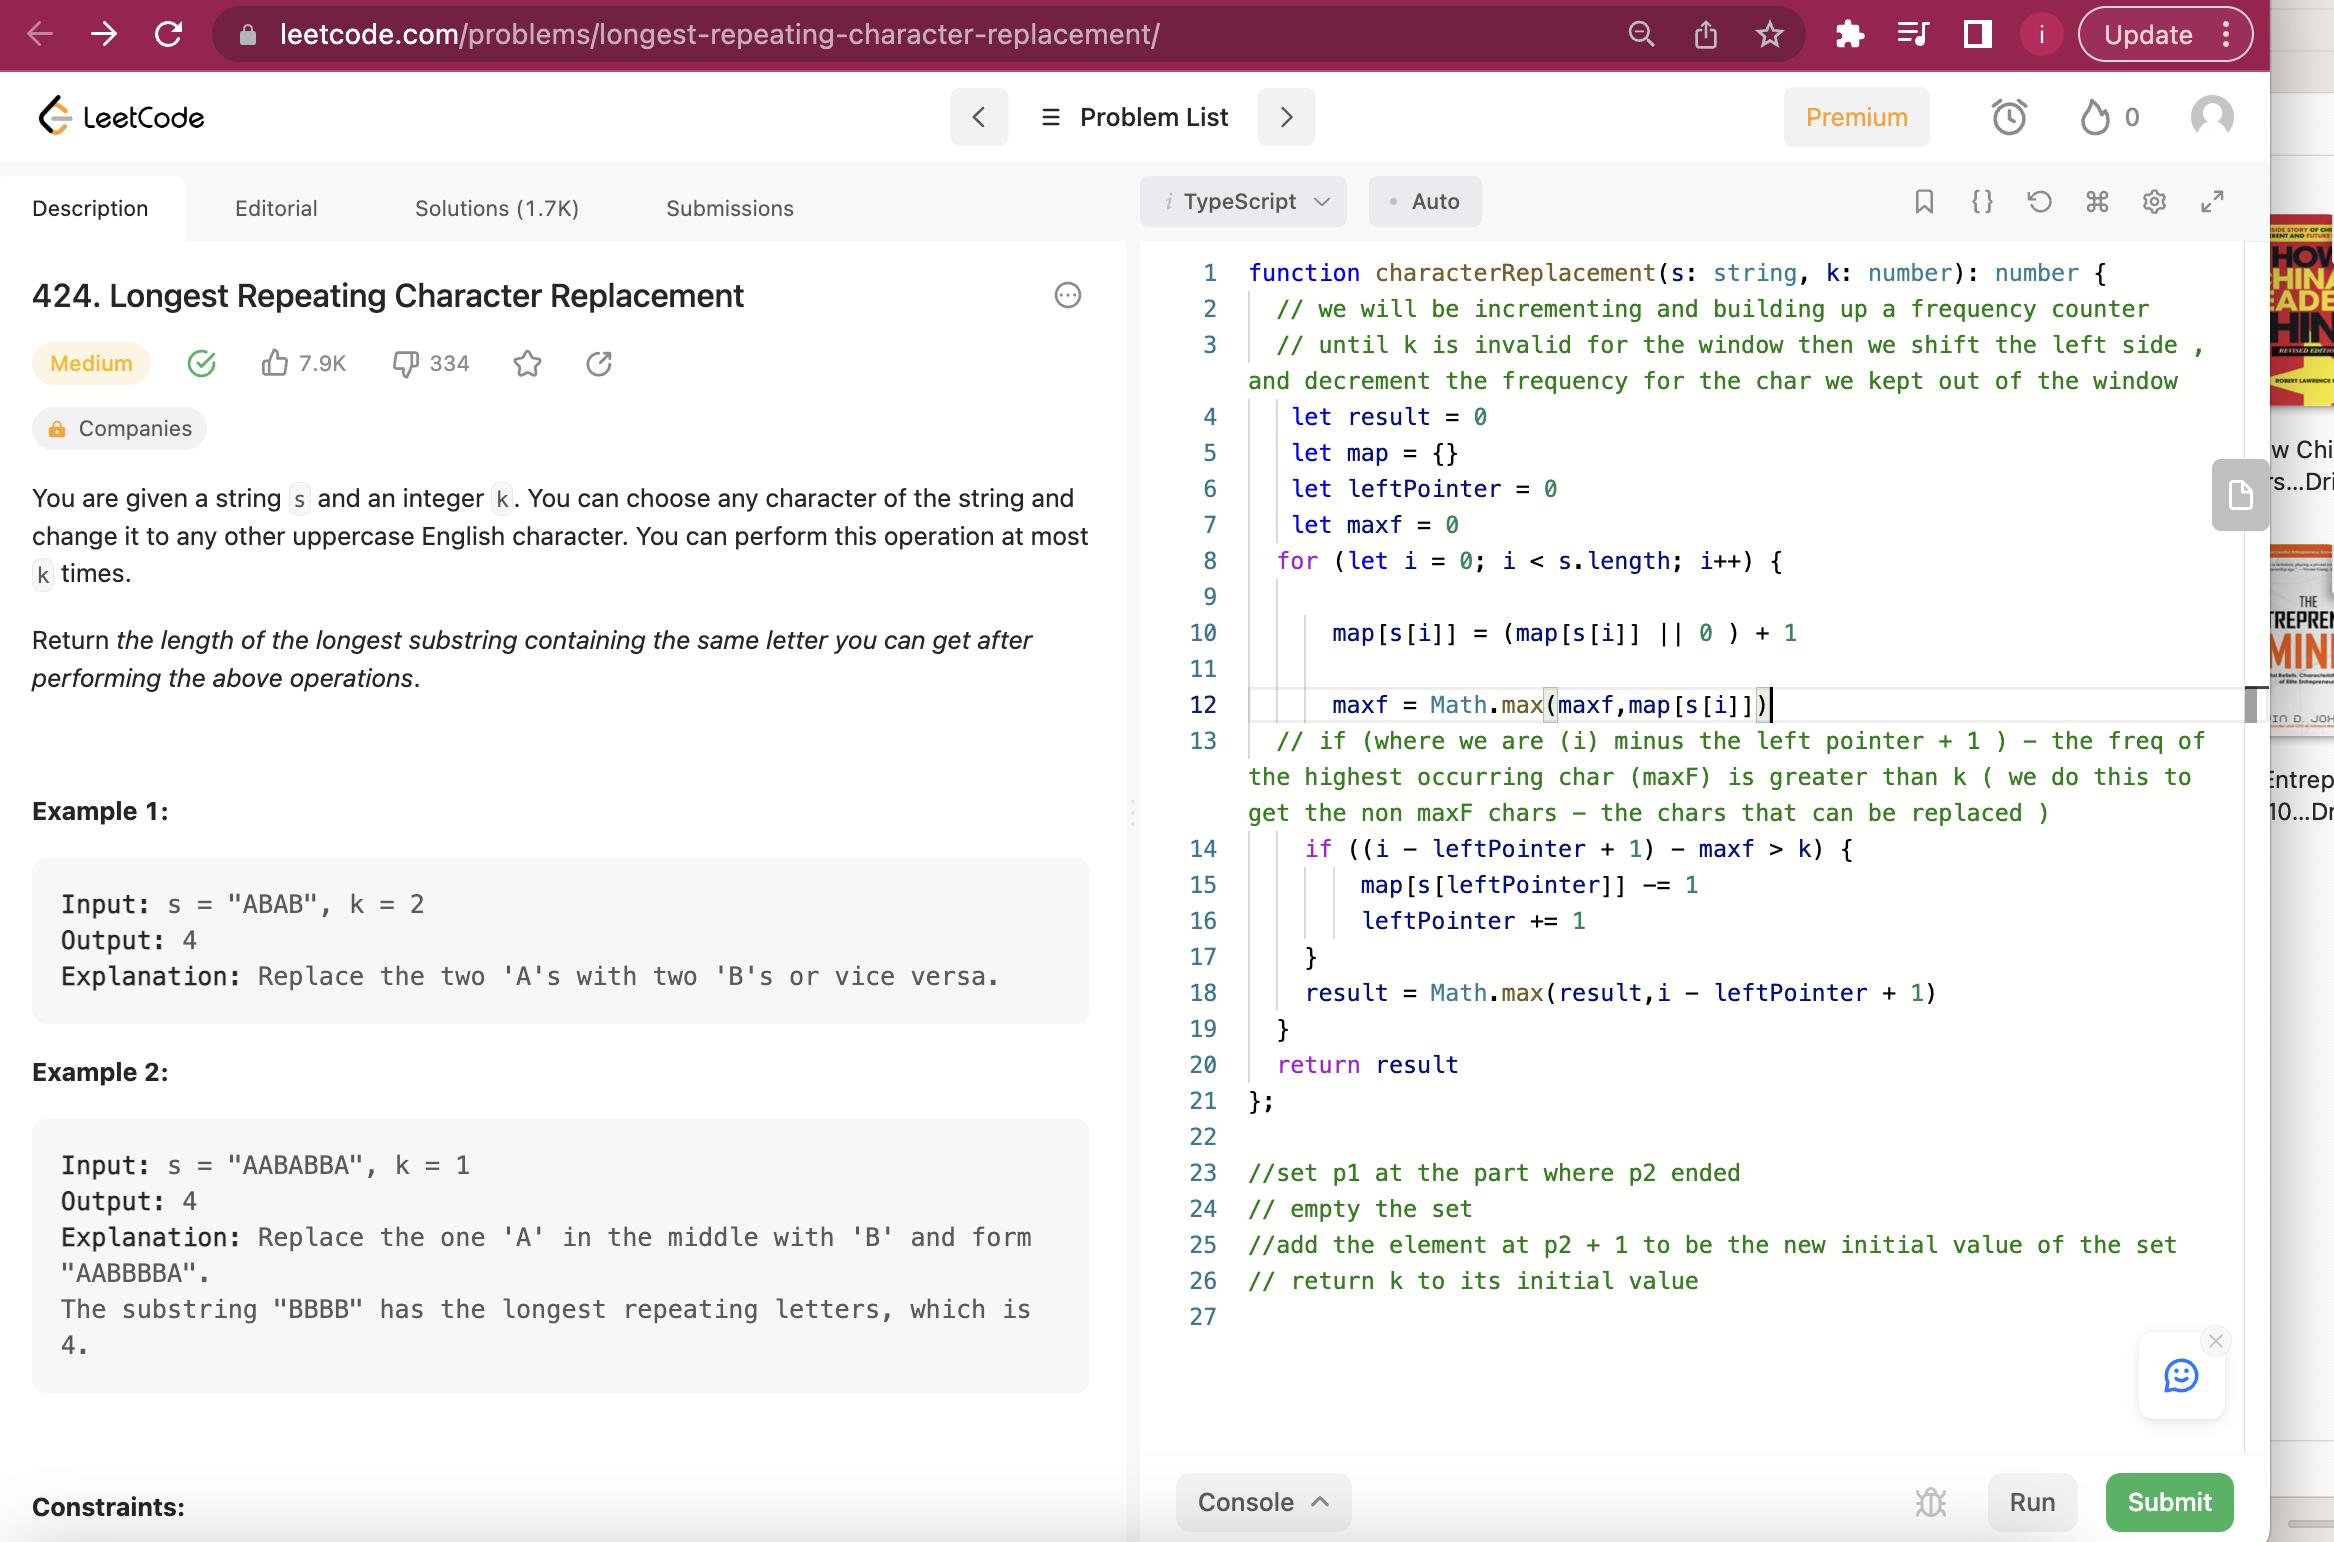 leetcode.com/problems/longest-repeating-character-replacement/
i
Update
LeetCode
Problem List
Premium
0
Description
Editorial
Solutions (1.7K)
Submissions
i TypeScript
Auto
424. Longest Repeating Character Replacement
Medium
7.9K
334
Companies
You are given a string s and an integer k. You can choose any character of the string and
change it to any other uppercase English character. You can perform this operation at most
k times.
Return the length of the longest substring containing the same letter you can get after
performing the above operations.
Example 1:
Input: s = "ABAB", k = 2
Output: 4
Explanation: Replace the two 'A's with two 'B's or vice versa.
Example 2:
Input: s = "AABABBA", k = 1
Output: 4
Explanation: Replace the one 'A' in the middle with 'B' and form
"AABBBBA".
The substring "BBBB" has the longest repeating letters, which is
4.
Constraints:
1 function characterReplacement(s: string, k: number): number {
2 // we will be incrementing and building up a frequency counter
3 // until k is invalid for the window then we shift the left side ,
and decrement the frequency for the char we kept out of the window
4 let result = 0
5 let map = {}
6 let leftPointer = 0
7 let maxf = 0
8 for (let i = 0; i < s.length; i++) {
9
10 map[s[i]] = (map[s[i]] || 0 ) + 1
11
12 maxf = Math.max(maxf,map[s[i]])
13 // if (where we are (i) minus the left pointer + 1 ) – the freq of
the highest occurring char (maxF) is greater than k ( we do this to
get the non maxF chars – the chars that can be replaced )
14 if ((i – leftPointer + 1) – maxf > k) {
15 map[s[leftPointer]] -= 1
16 leftPointer += 1
17 }
18 result = Math.max(result,i – leftPointer + 1)
19 }
20 return result
21 };
22
23 //set p1 at the part where p2 ended
24 // empty the set
25 //add the element at p2 + 1 to be the new initial value of the set
26 // return k to its initial value
27
Console
Run
Submit
HOW
REVISED EDITION
ROBERT LAWRENCE
w Chi
rs...Dri
THE
TREPREN
MIN
Entrep
10...Dr